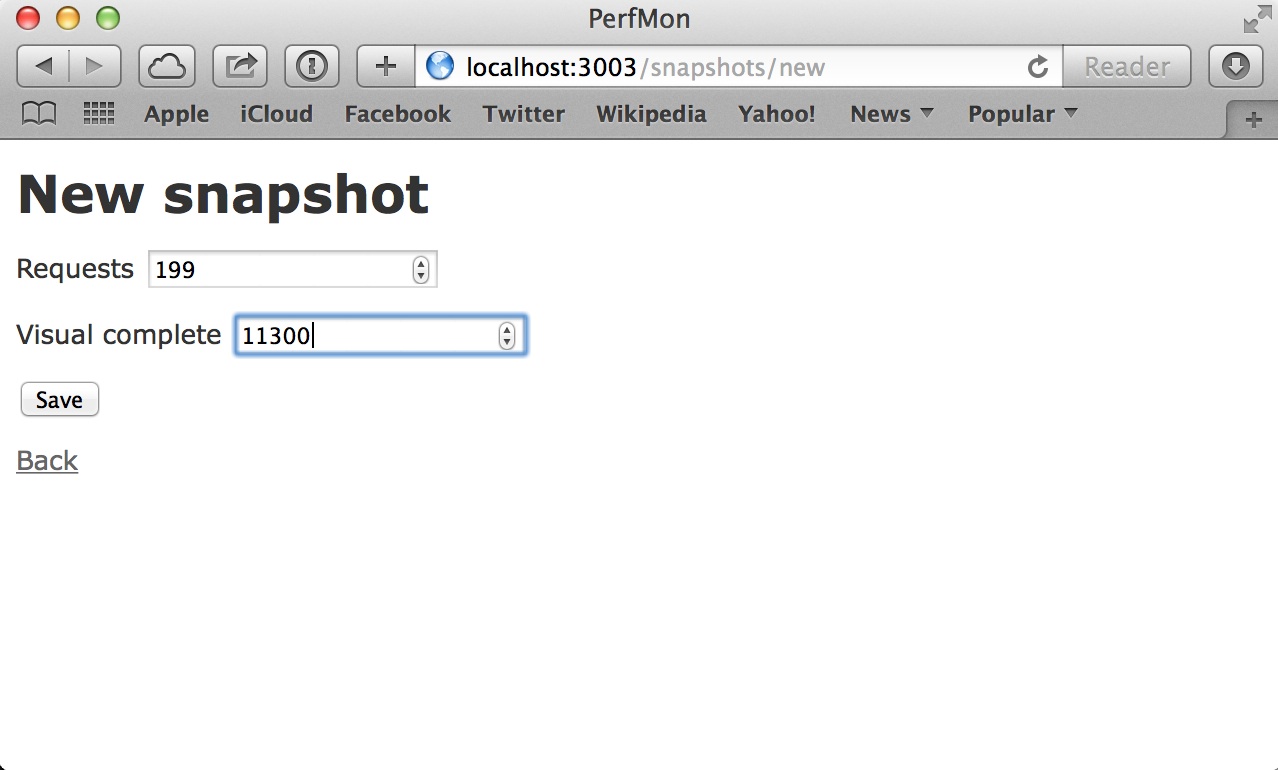 PerfMon
localhost:3003/snapshots/new Reader
Apple iCloud Facebook Twitter Wikipedia Yahoo! News Popular
New snapshot
Requests 199
Visual complete 11300
Save
Back